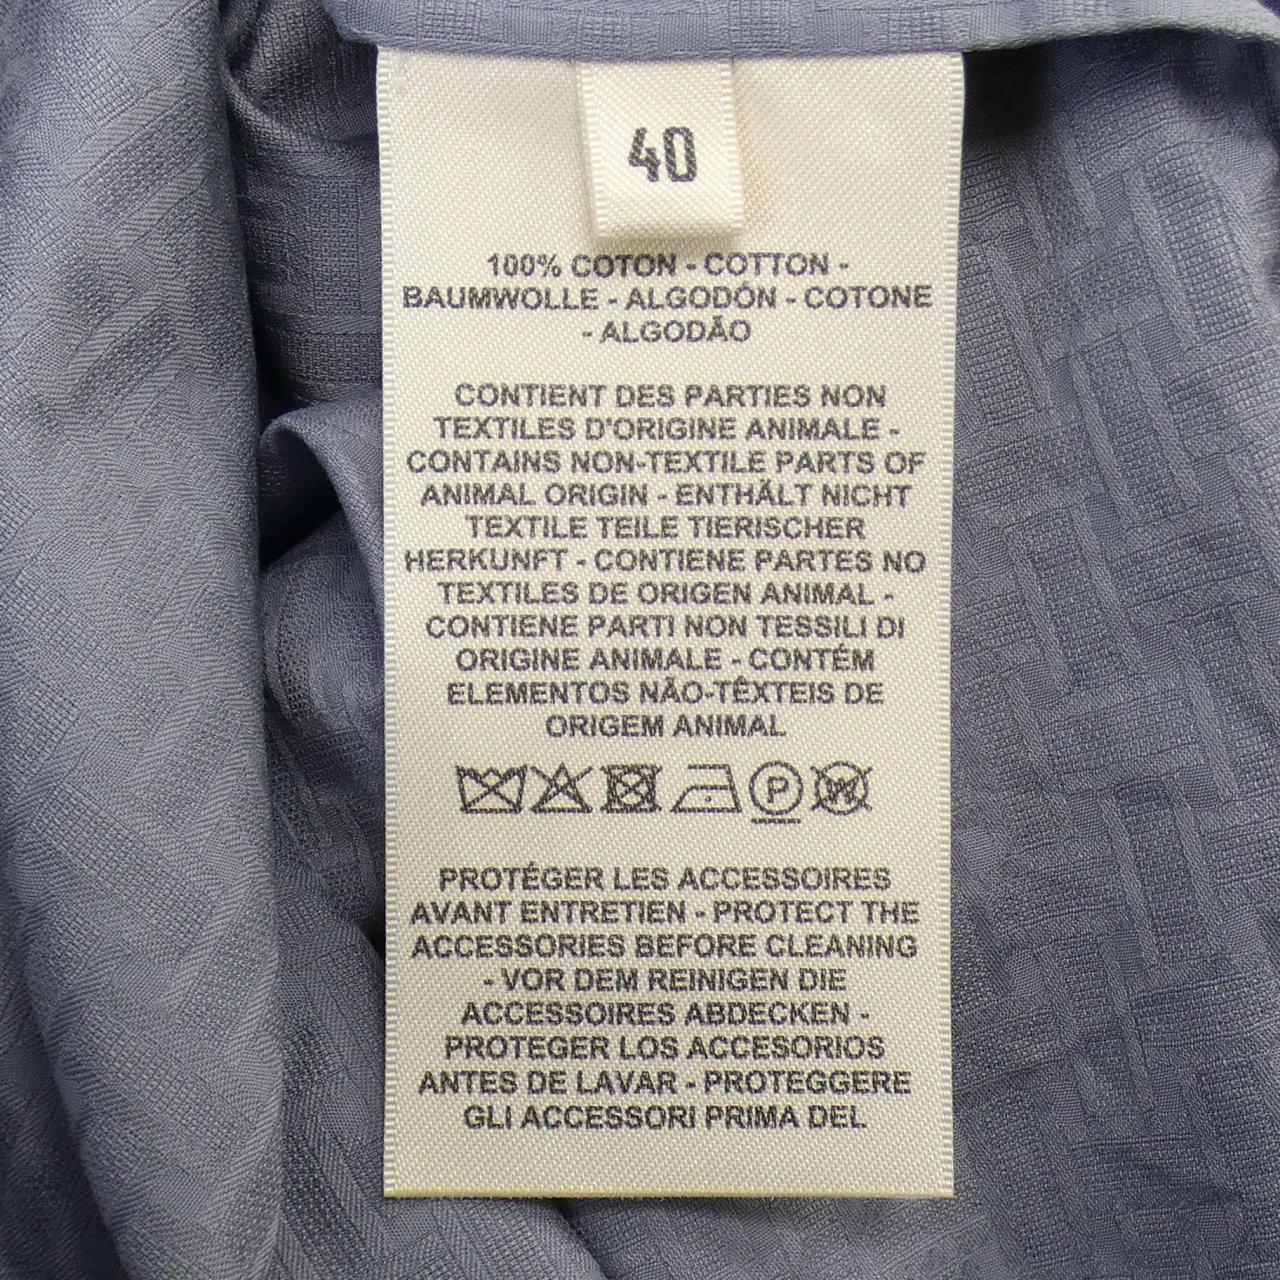 40
100% COTON - COTTON -
BAUMWOLLE - ALGODÓN - COTONE
- ALGODÃO
CONTIENT DES PARTIES NON
TEXTILES D'ORIGINE ANIMALE -
CONTAINS NON-TEXTILE PARTS OF
ANIMAL ORIGIN - ENTHÄLT NICHT
TEXTILE TEILE TIERISCHER
HERKUNFT - CONTIENE PARTES NO
TEXTILES DE ORIGEN ANIMAL -
CONTIENE PARTI NON TESSILI DI
ORIGINE ANIMALE - CONTÉM
ELEMENTOS NÃO-TÊXTEIS DE
ORIGEM ANIMAL
P W
PROTÉGER LES ACCESSOIRES
AVANT ENTRETIEN - PROTECT THE
ACCESSORIES BEFORE CLEANING
- VOR DEM REINIGEN DIE
ACCESSOIRES ABDECKEN -
PROTEGER LOS ACCESORIOS
ANTES DE LAVAR - PROTEGGERE
GLI ACCESSORI PRIMA DEL